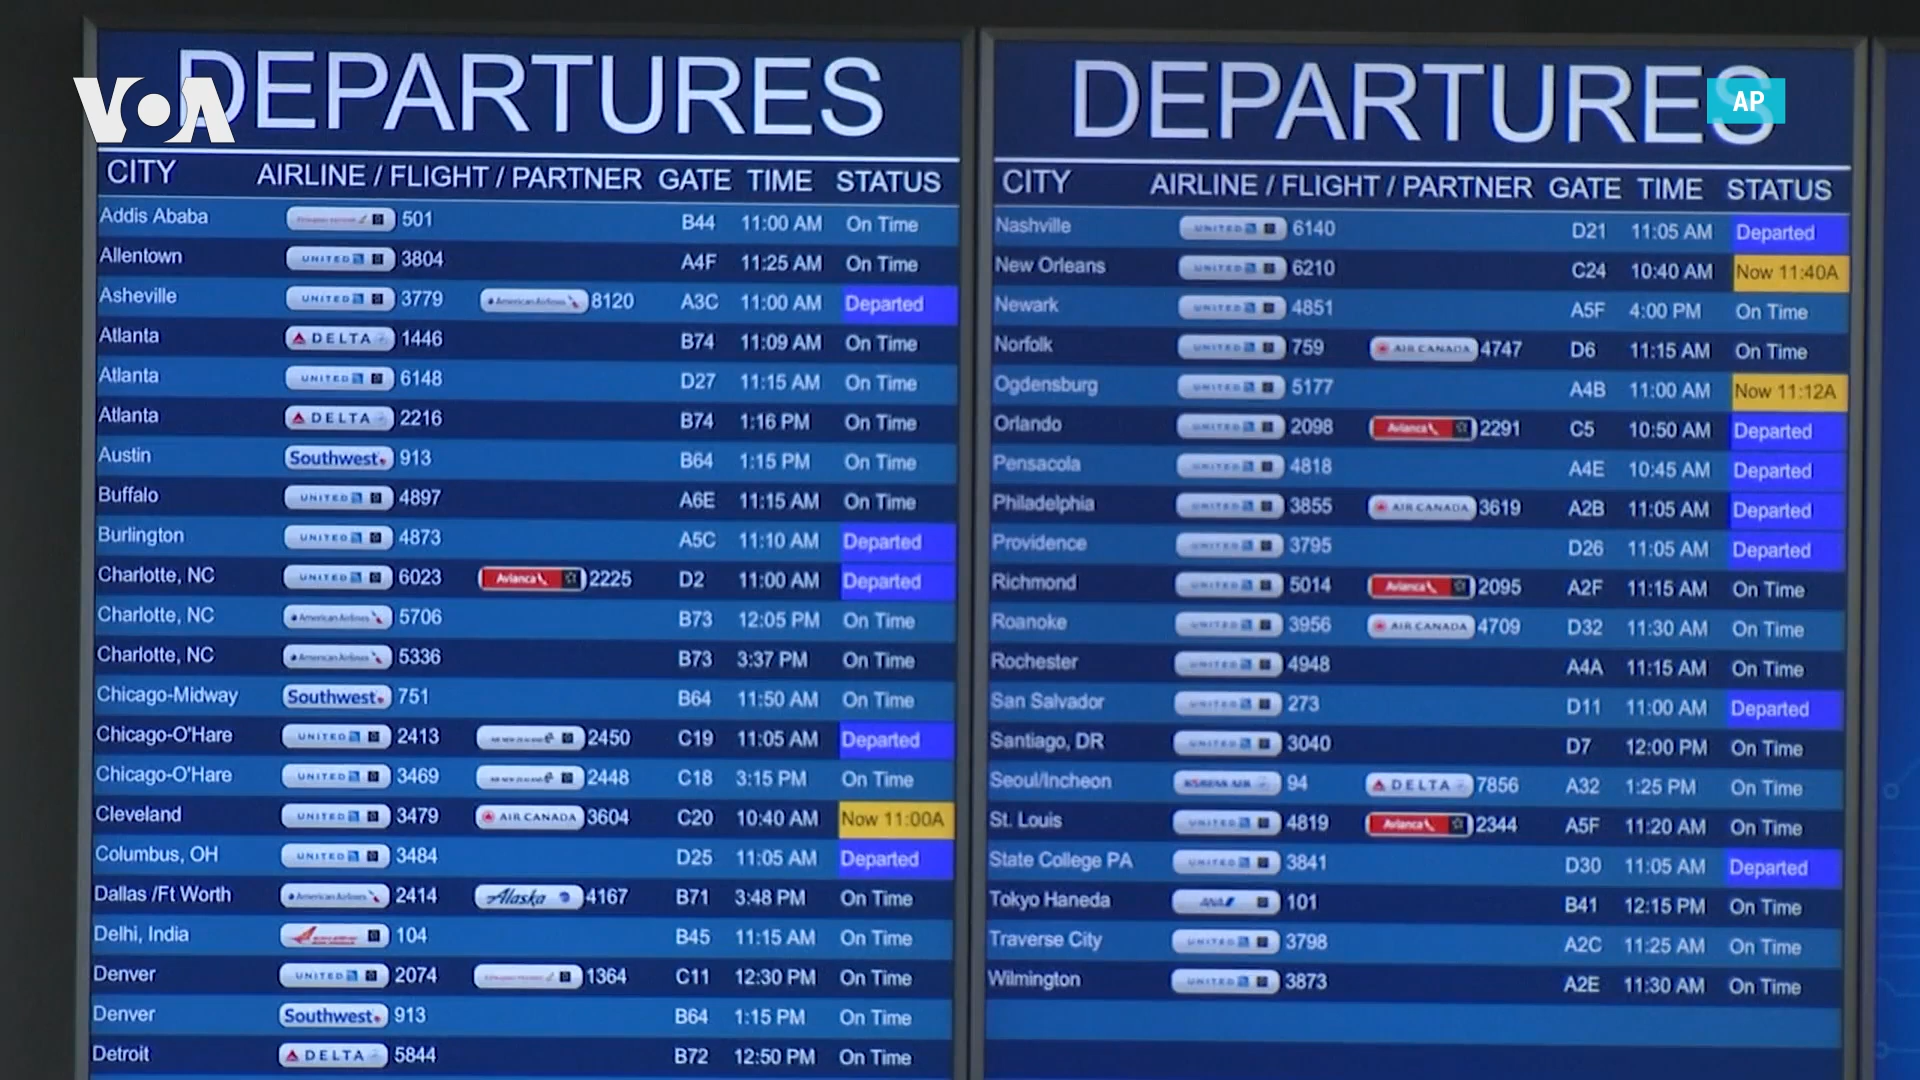 VOA
DEPARTURES
CITY AIRLINE / FLIGHT / PARTNER GATE TIME STATUS
Addis Ababa 501 B44 11:00 AM On Time
Allentown UNITED 3804 A4F 11:25 AM On Time
Asheville UNITED 3779 American Airlines 8120 A3C 11:00 AM Departed
Atlanta DELTA 1446 B74 11:09 AM On Time
Atlanta UNITED 6148 D27 11:15 AM On Time
Atlanta DELTA 2216 B74 1:16 PM On Time
Austin Southwest 913 B64 1:15 PM On Time
Buffalo UNITED 4897 A6E 11:15 AM On Time
Burlington UNITED 4873 A5C 11:10 AM Departed
Charlotte, NC UNITED 6023 Avianca 2225 D2 11:00 AM Departed
Charlotte, NC American Airlines 5706 B73 12:05 PM On Time
Charlotte, NC American Airlines 5336 B73 3:37 PM On Time
Chicago-Midway Southwest 751 B64 11:50 AM On Time
Chicago-O'Hare UNITED 2413 AIR NEW ZEALAND 2450 C19 11:05 AM Departed
Chicago-O'Hare UNITED 3469 AIR NEW ZEALAND 2448 C18 3:15 PM On Time
Cleveland UNITED 3479 AIR CANADA 3604 C20 10:40 AM Now 11:00A
Columbus, OH UNITED 3484 D25 11:05 AM Departed
Dallas /Ft Worth American Airlines 2414 Alaska 4167 B71 3:48 PM On Time
Delhi, India 104 B45 11:15 AM On Time
Denver UNITED 2074 1364 C11 12:30 PM On Time
Denver Southwest 913 B64 1:15 PM On Time
Detroit DELTA 5844 B72 12:50 PM On Time
DEPARTURES
AP
CITY AIRLINE / FLIGHT / PARTNER GATE TIME STATUS
Nashville UNITED 6140 D21 11:05 AM Departed
New Orleans UNITED 6210 C24 10:40 AM Now 11:40A
Newark UNITED 4851 A5F 4:00 PM On Time
Norfolk UNITED 759 AIR CANADA 4747 D6 11:15 AM On Time
Ogdensburg UNITED 5177 A4B 11:00 AM Now 11:12A
Orlando UNITED 2098 Avianca 2291 C5 10:50 AM Departed
Pensacola UNITED 4818 A4E 10:45 AM Departed
Philadelphia UNITED 3855 AIR CANADA 3619 A2B 11:05 AM Departed
Providence UNITED 3795 D26 11:05 AM Departed
Richmond UNITED 5014 Avianca 2095 A2F 11:15 AM On Time
Roanoke UNITED 3956 AIR CANADA 4709 D32 11:30 AM On Time
Rochester UNITED 4948 A4A 11:15 AM On Time
San Salvador UNITED 273 D11 11:00 AM Departed
Santiago, DR UNITED 3040 D7 12:00 PM On Time
Seoul/Incheon KOREAN AIR 94 DELTA 7856 A32 1:25 PM On Time
St. Louis UNITED 4819 Avianca 2344 A5F 11:20 AM On Time
State College PA UNITED 3841 D30 11:05 AM Departed
Tokyo Haneda ANA 101 B41 12:15 PM On Time
Traverse City UNITED 3798 A2C 11:25 AM On Time
Wilmington UNITED 3873 A2E 11:30 AM On Time